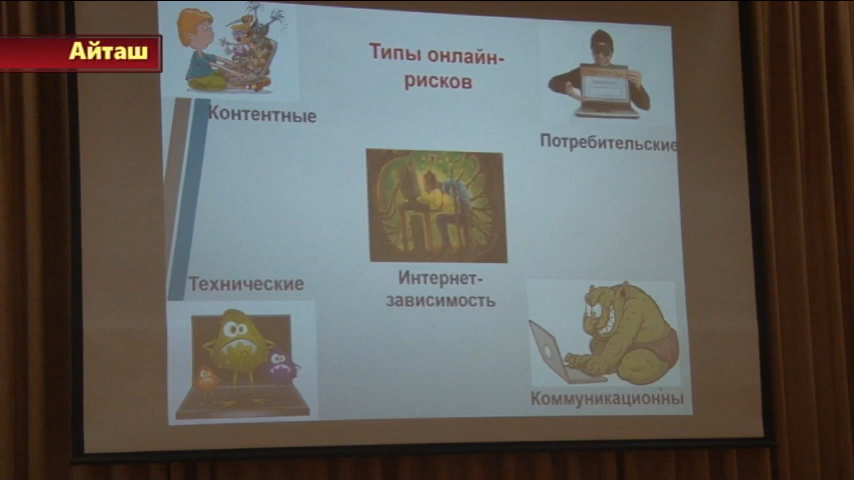 Айташ
Типы онлайн-
рисков
Контентные
Потребительские
Интернет-
зависимость
Технические
Коммуникационны